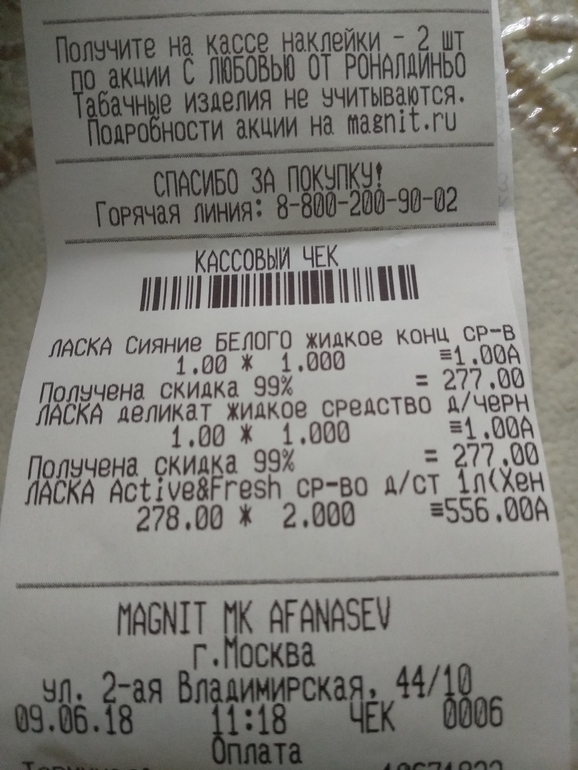 Получите на кассе наклейки - 2 шт
по акции С ЛЮБОВЬЮ ОТ РОНАЛДИНЬО
Табачные изделия не учитываются.
Подробности акции на magnit.ru
СПАСИБО ЗА ПОКУПКУ!
Горячая линия: 8-800-200-90-02
КАССОВЫЙ ЧЕК
ЛАСКА Сияние БЕЛОГО жидкое конц ср-в
1.00 * 1.000 ≡1.00А
Получена скидка 99% = 277.00
ЛАСКА деликат жидкое средство д/черн
1.00 * 1.000 ≡1.00А
Получена скидка 99% = 277.00
ЛАСКА Active&Fresh ср-во д/ст 1л(Хен
278.00 * 2.000 ≡556.00А
MAGNIT MK AFANASEV
г.Москва
ул. 2-ая Владимирская, 44/10
09.06.18 11:18 ЧЕК 0006
Оплата